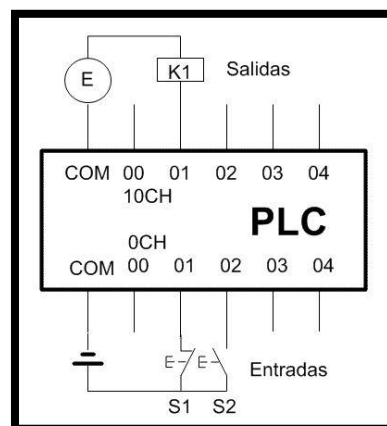 E
K1
Salidas
COM 00 01 02 03 04
10CH
PLC
0CH
COM 00 01 02 03 04
E E
Entradas
S1 S2